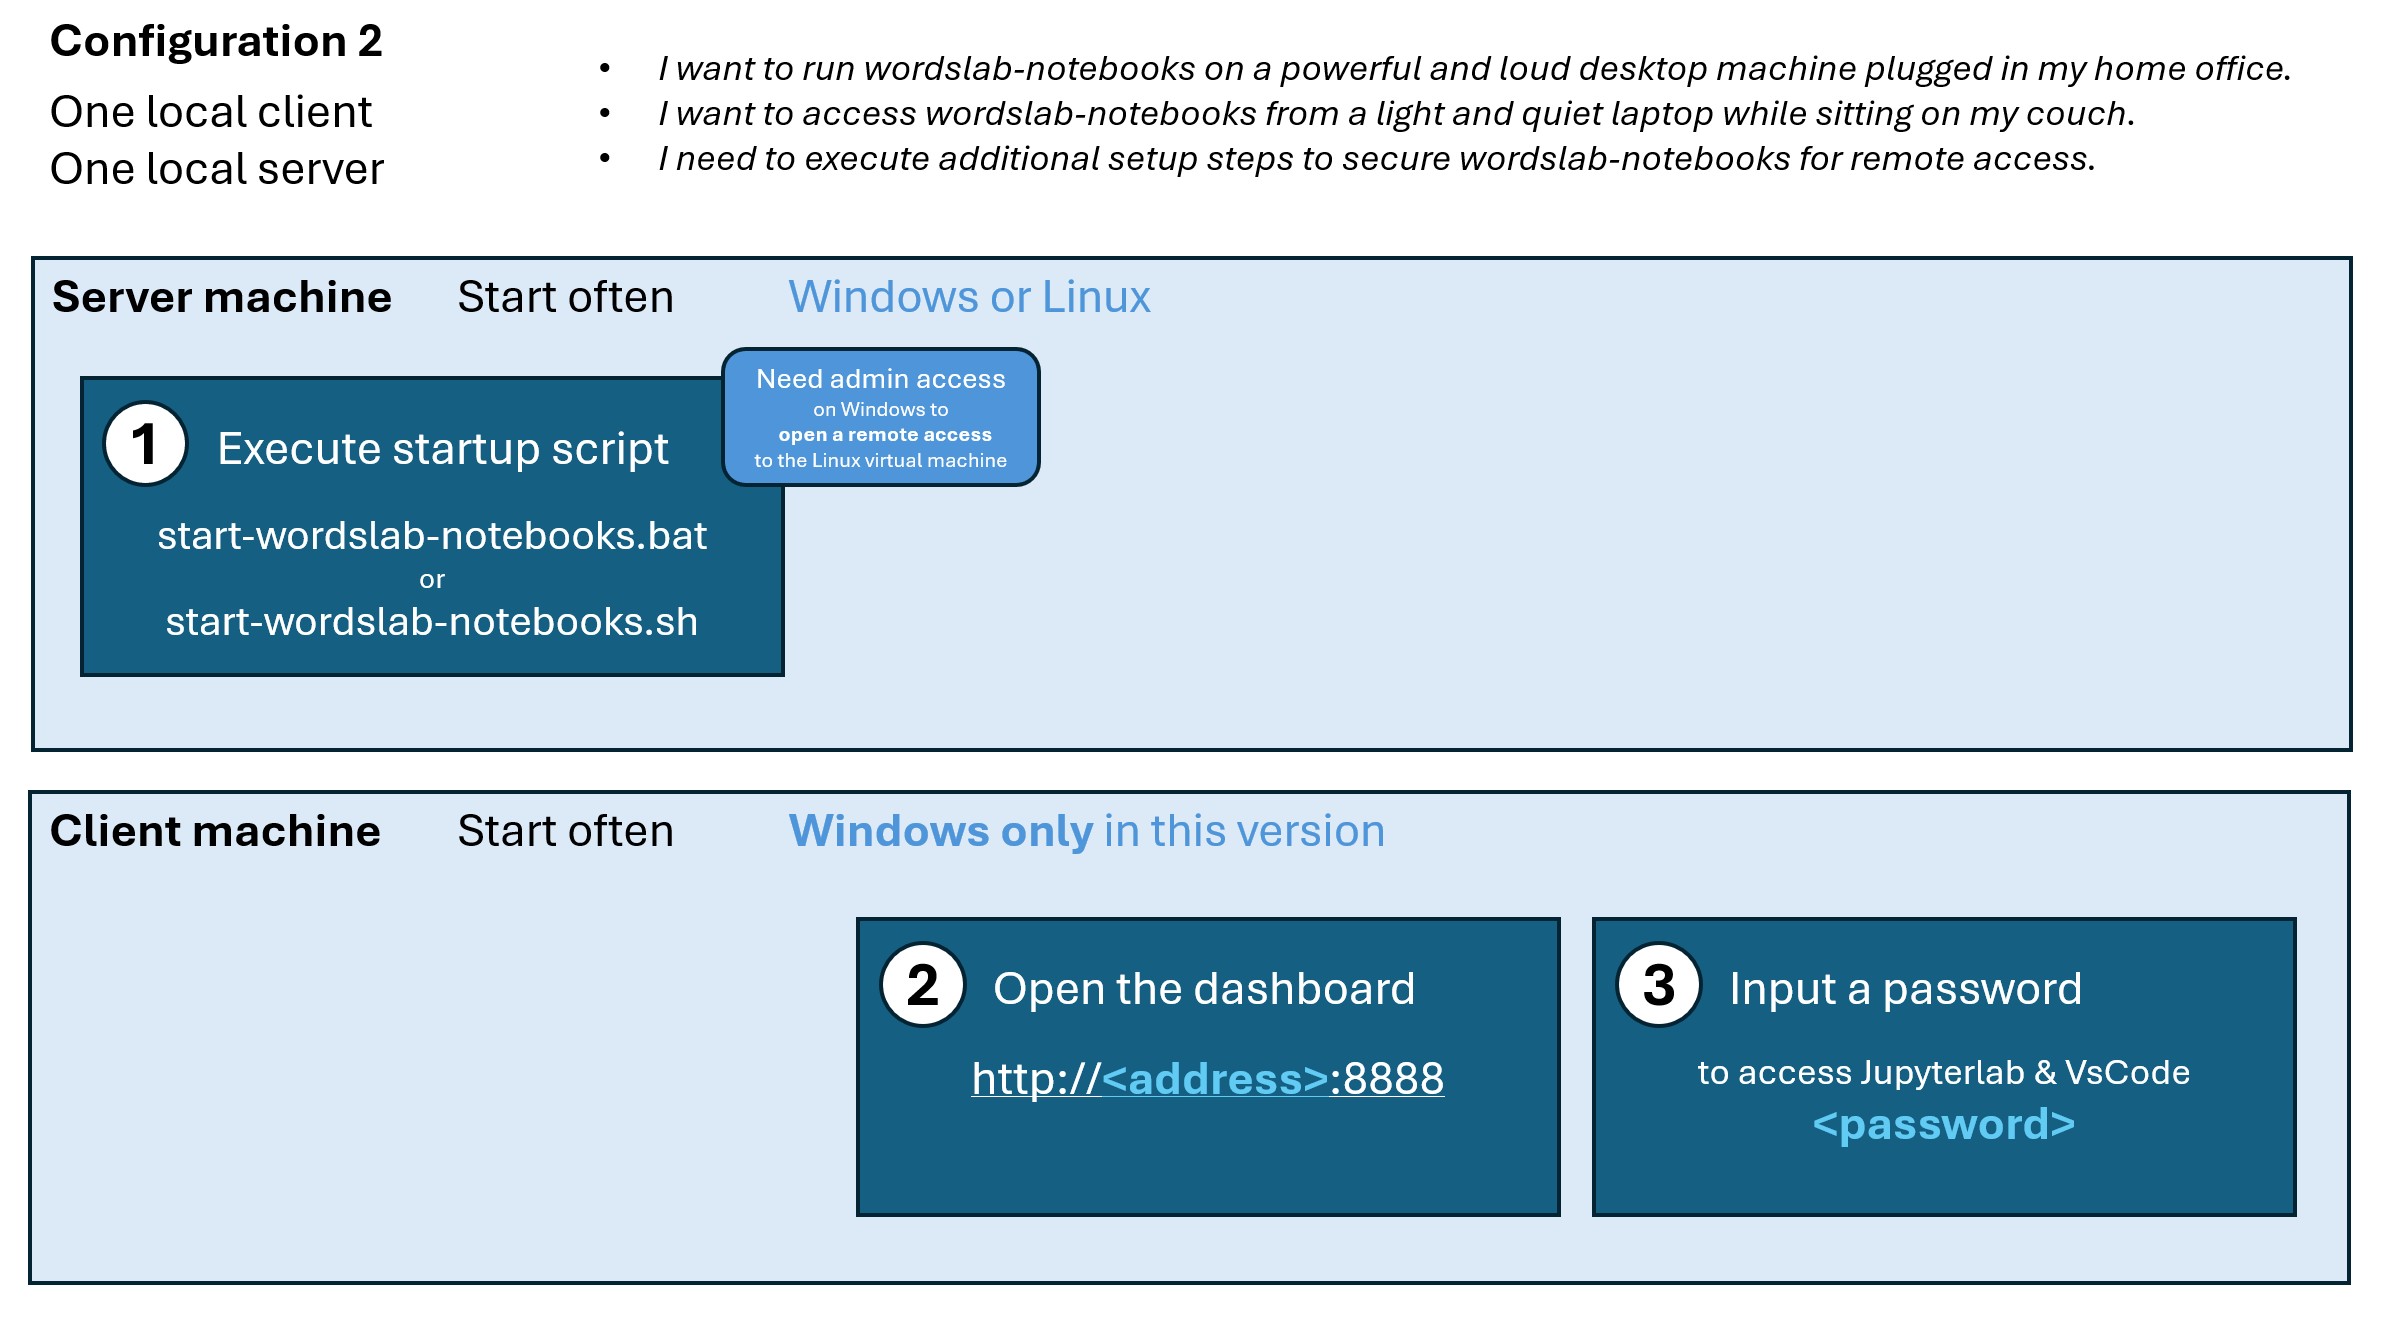 Configuration 2
One local client
One local server
• I want to run wordslab-notebooks on a powerful and loud desktop machine plugged in my home office.
• I want to access wordslab-notebooks from a light and quiet laptop while sitting on my couch.
• I need to execute additional setup steps to secure wordslab-notebooks for remote access.
Server machine Start often Windows or Linux
Need admin access
on Windows to
open a remote access
to the Linux virtual machine
1 Execute startup script
start-wordslab-notebooks.bat
or
start-wordslab-notebooks.sh
Client machine Start often Windows only in this version
2 Open the dashboard
http://<address>:8888
3 Input a password
to access Jupyterlab & VsCode
<password>